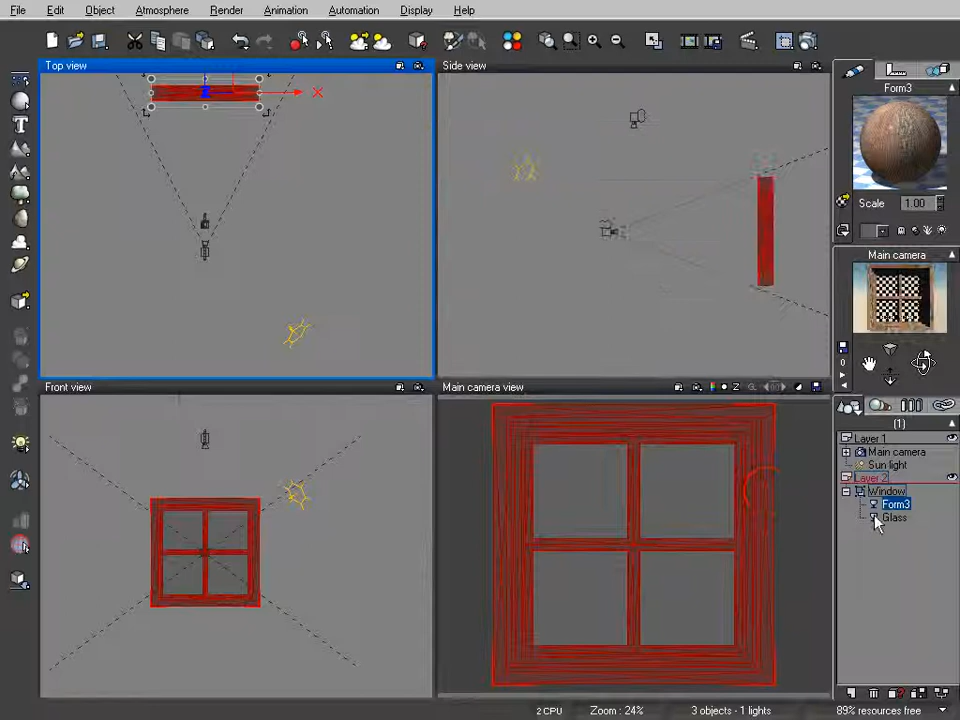 File Edit Object Atmosphere Render Animation Automation Display Help
Top view
Side view
Form3
Scale 1.00
Main camera
0
Front view
Main camera view
(1)
Layer 1
Main camera
Sun light
Layer 2
Window
Form3
Glass
2 CPU Zoom : 24% 3 objects - 1 lights 89% resources free